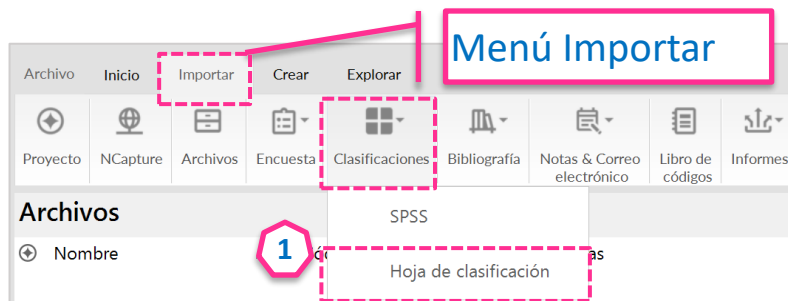 Menú Importar
Archivo Inicio Importar Crear Explorar
Proyecto NCapture Archivos Encuesta Clasificaciones Bibliografía Notas & Correo electrónico Libro de códigos Informes
Archivos
SPSS
Nombre
1
Hoja de clasificación